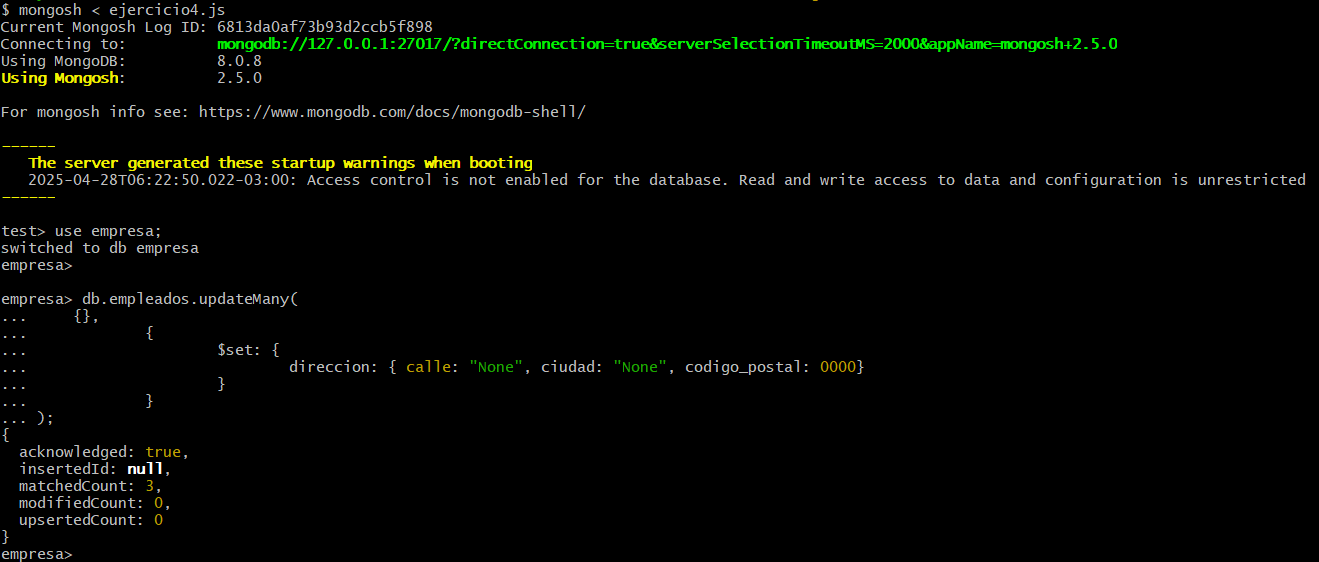 $ mongosh < ejercicio4.js
Current Mongosh Log ID: 6813da0af73b93d2ccb5f898
Connecting to:          mongodb://127.0.0.1:27017/?directConnection=true&serverSelectionTimeoutMS=2000&appName=mongosh+2.5.0
Using MongoDB:          8.0.8
Using Mongosh:          2.5.0
For mongosh info see: https://www.mongodb.com/docs/mongodb-shell/
------
   The server generated these startup warnings when booting
   2025-04-28T06:22:50.022-03:00: Access control is not enabled for the database. Read and write access to data and configuration is unrestricted
------
test> use empresa;
switched to db empresa
empresa>
empresa> db.empleados.updateMany(
...     {},
...             {
...                     $set: {
...                             direccion: { calle: "None", ciudad: "None", codigo_postal: 0000}
...                     }
...             }
... );
{
  acknowledged: true,
  insertedId: null,
  matchedCount: 3,
  modifiedCount: 0,
  upsertedCount: 0
}
empresa>